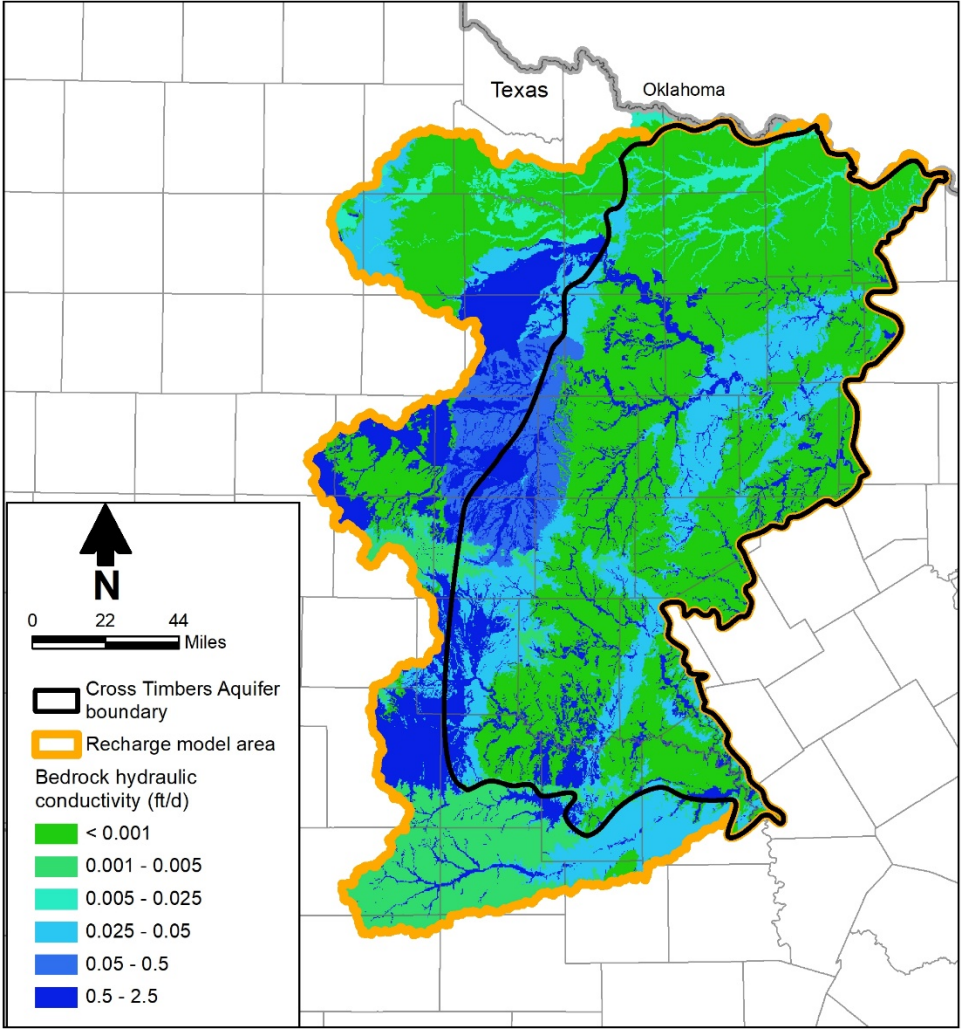 Texas
Oklahoma
N
0 22 44
Miles
Cross Timbers Aquifer
boundary
Recharge model area
Bedrock hydraulic
conductivity (ft/d)
< 0.001
0.001 - 0.005
0.005 - 0.025
0.025 - 0.05
0.05 - 0.5
0.5 - 2.5